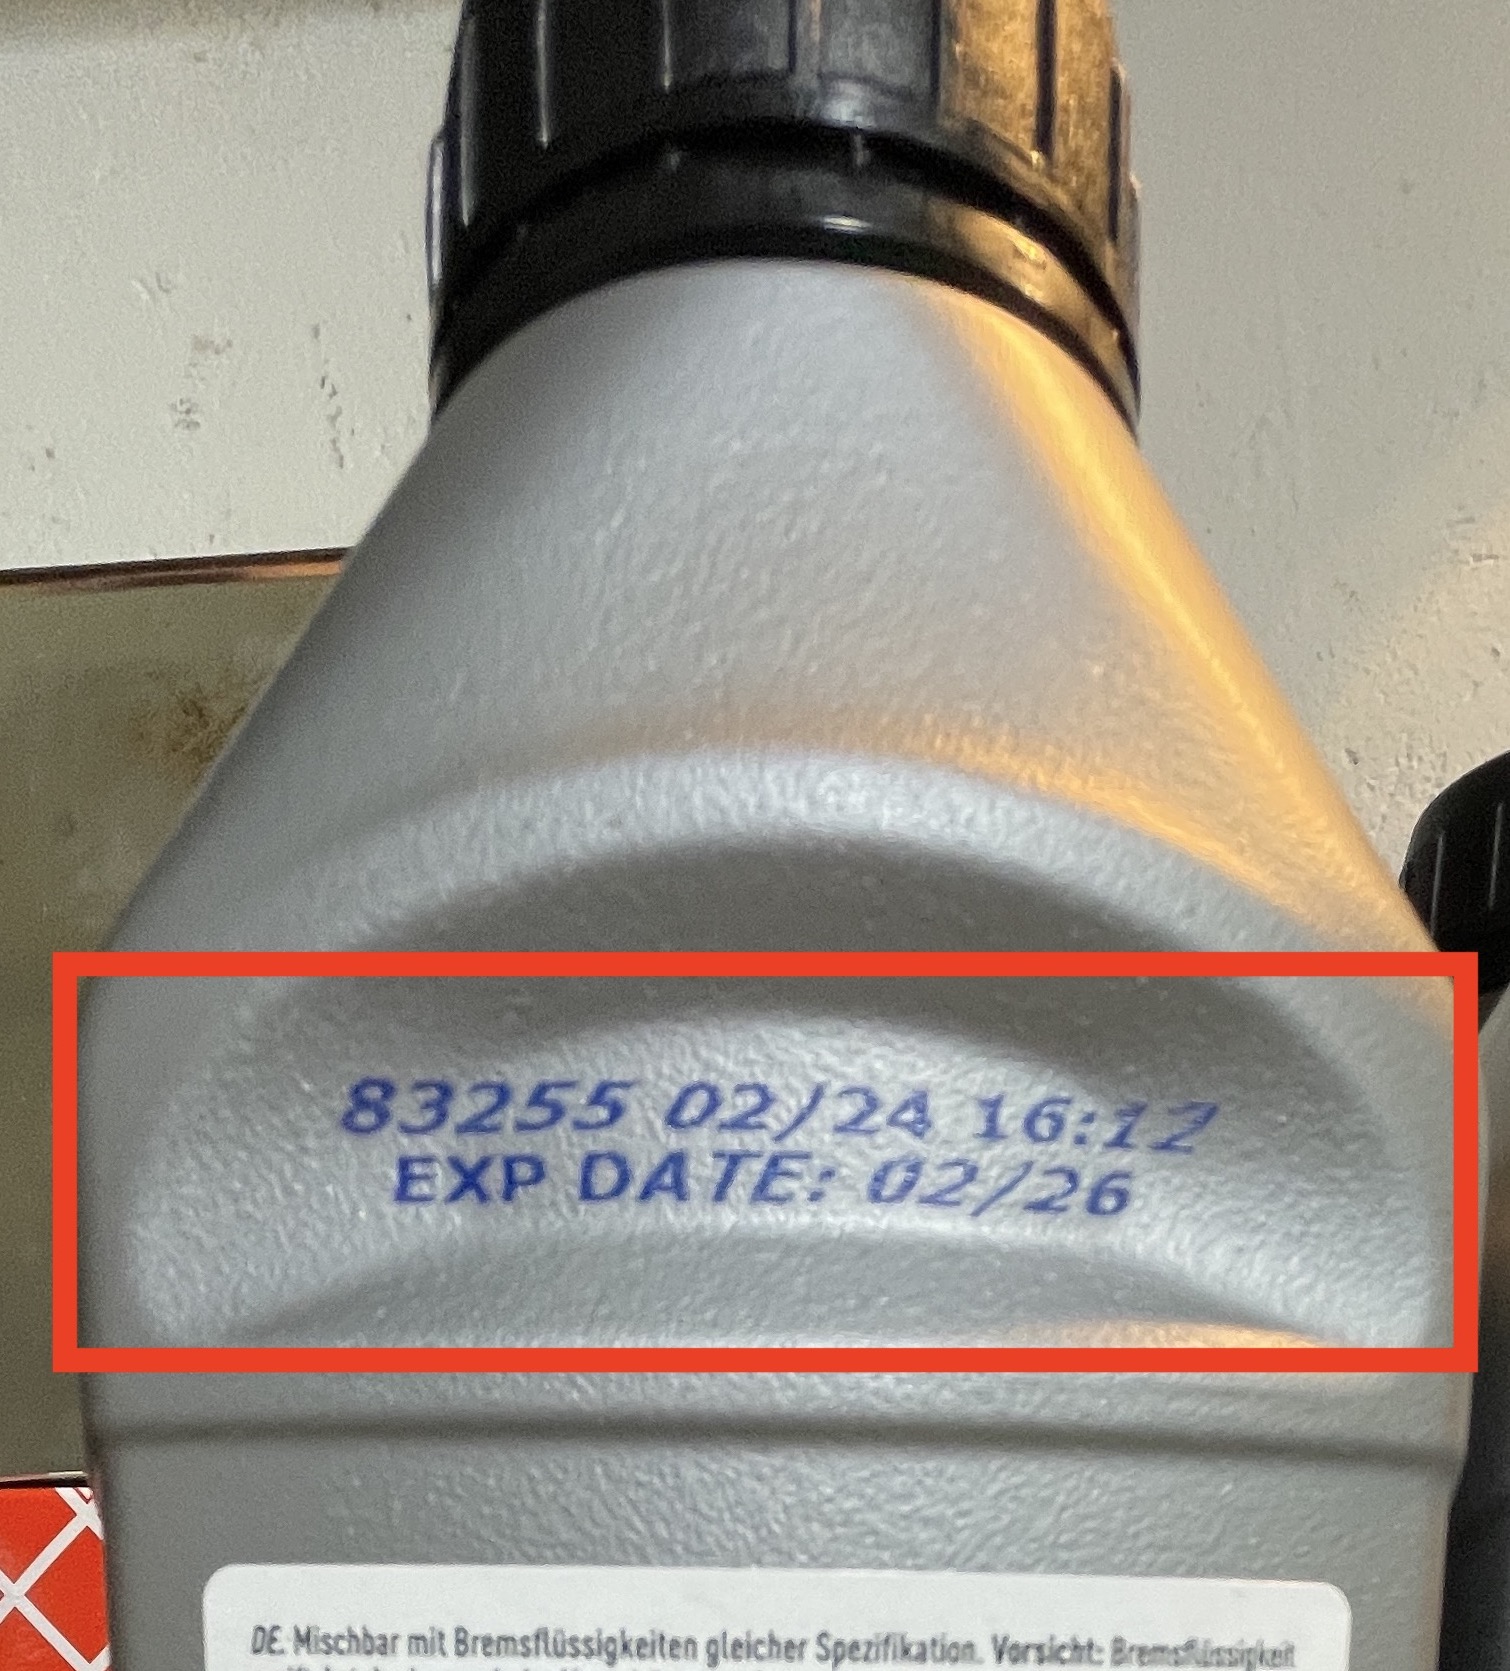 83255 02/24 16:12
EXP DATE: 02/26
DE. Mischbar mit Bremsflüssigkeiten gleicher Spezifikation. Vorsicht: Bremsflüssigkeit